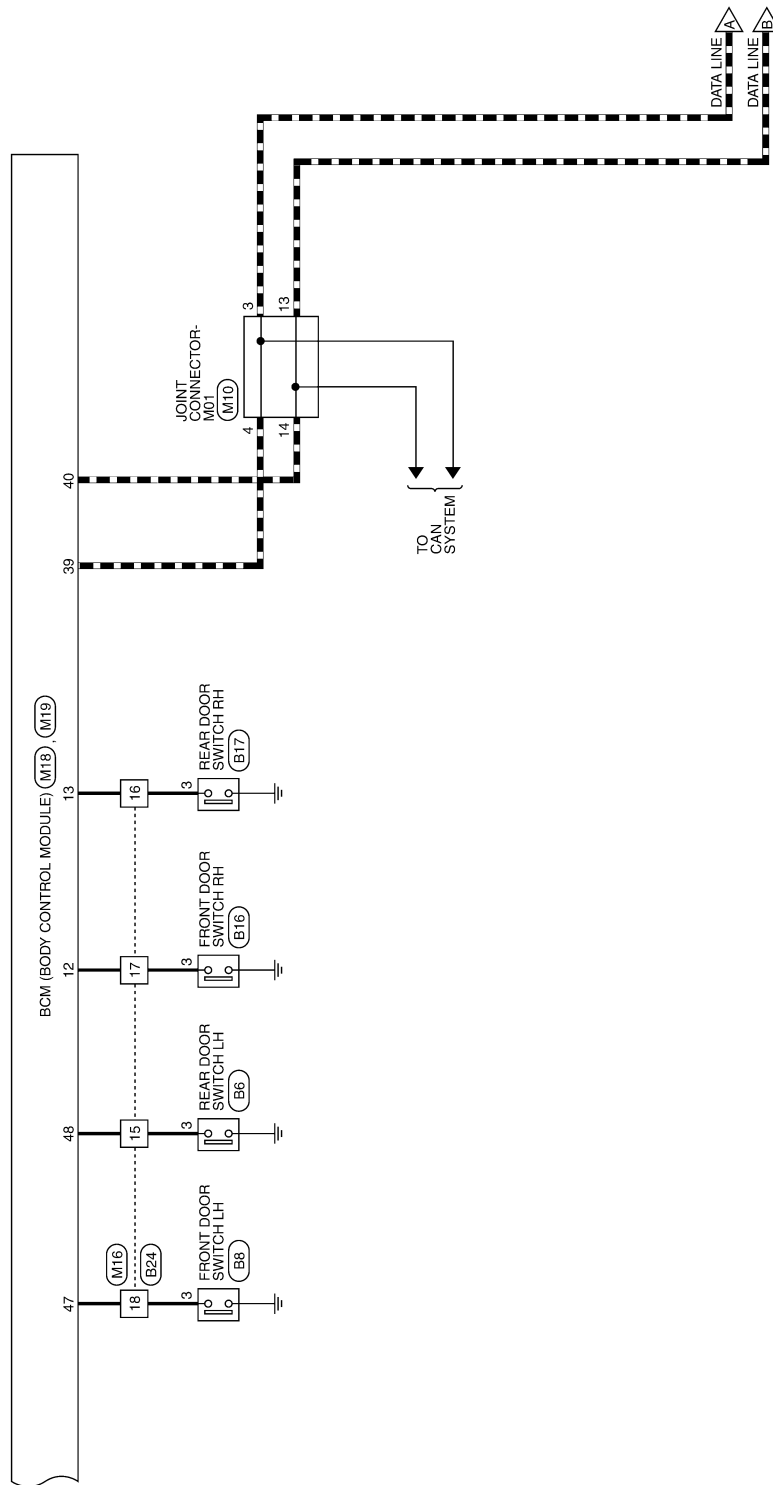 BCM (BODY CONTROL MODULE) M18 , M19
47
48
12
13
39
40
M16
B24
18
15
17
16
3
3
3
3
FRONT DOOR
SWITCH LH
B8
REAR DOOR
SWITCH LH
B6
FRONT DOOR
SWITCH RH
B16
REAR DOOR
SWITCH RH
B17
JOINT
CONNECTOR-
M01
M10
4
3
14
13
TO
CAN
SYSTEM
DATA LINE
A
DATA LINE
B